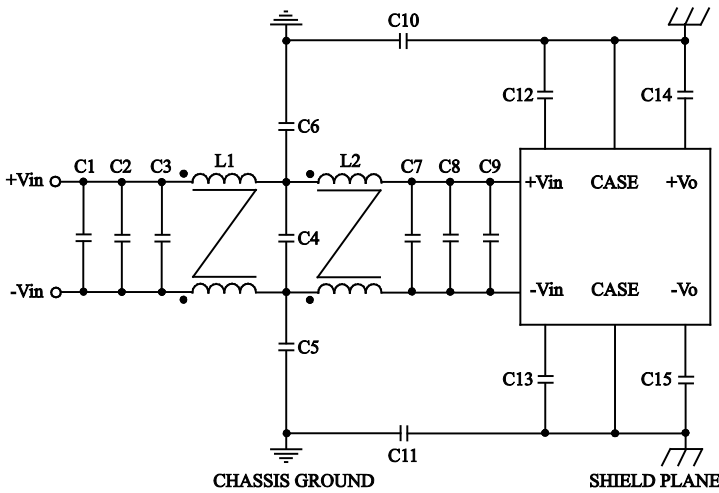 C10
C12
C14
C6
C1
C2
C3
L1
L2
C7
C8
C9
+Vin
+Vin
CASE
+Vo
C4
-Vin
-Vin
CASE
-Vo
C5
C13
C15
C11
CHASSIS GROUND
SHIELD PLANE